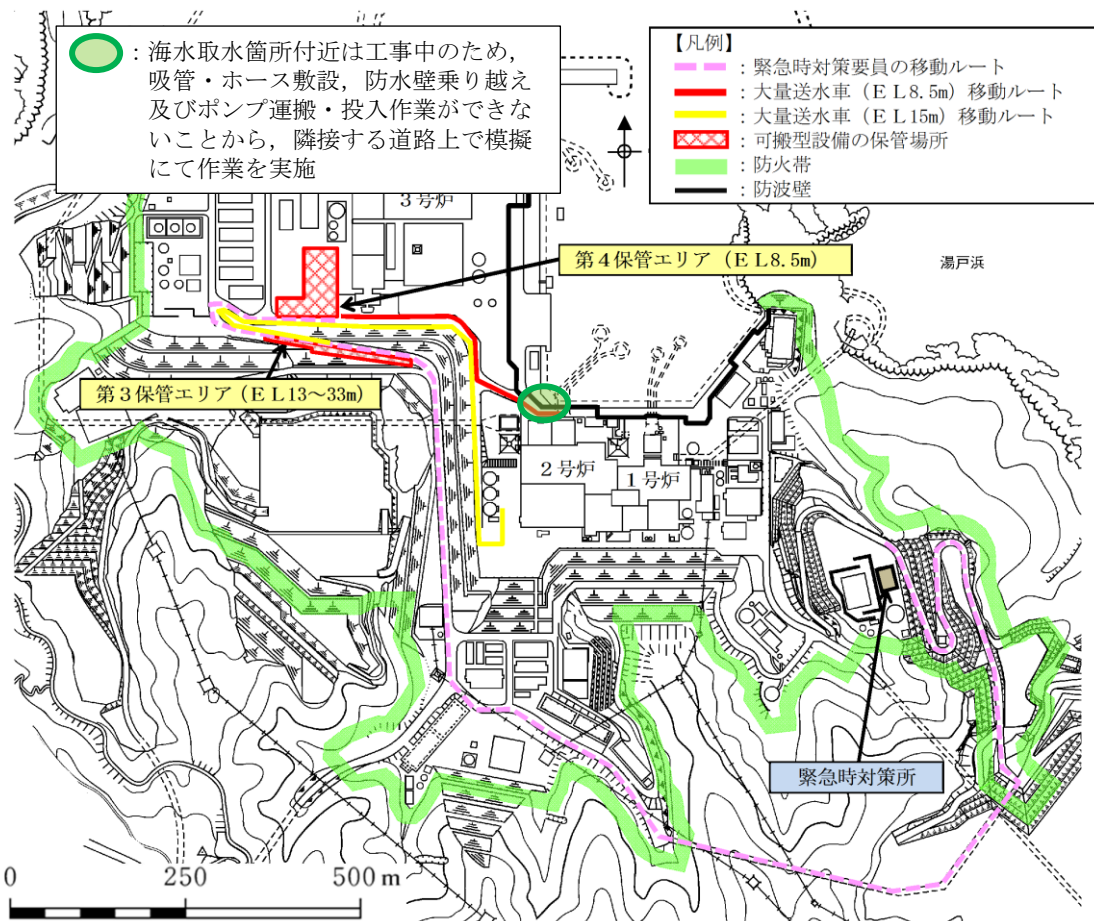 ：海水取水箇所付近は工事中のため，
吸管・ホース敷設，防水壁乗り越え
及びポンプ運搬・投入作業ができな
いことから，隣接する道路上で模擬
にて作業を実施
【凡例】
：緊急時対策要員の移動ルート
：大量送水車（ＥＬ8.5m）移動ルート
：大量送水車（ＥＬ15m）移動ルート
：可搬型設備の保管場所
：防火帯
：防波壁
3号炉
第４保管エリア（ＥＬ8.5m）
湯戸浜
第３保管エリア（ＥＬ13～33m）
2号炉
1号炉
緊急時対策所
0 250 500 m